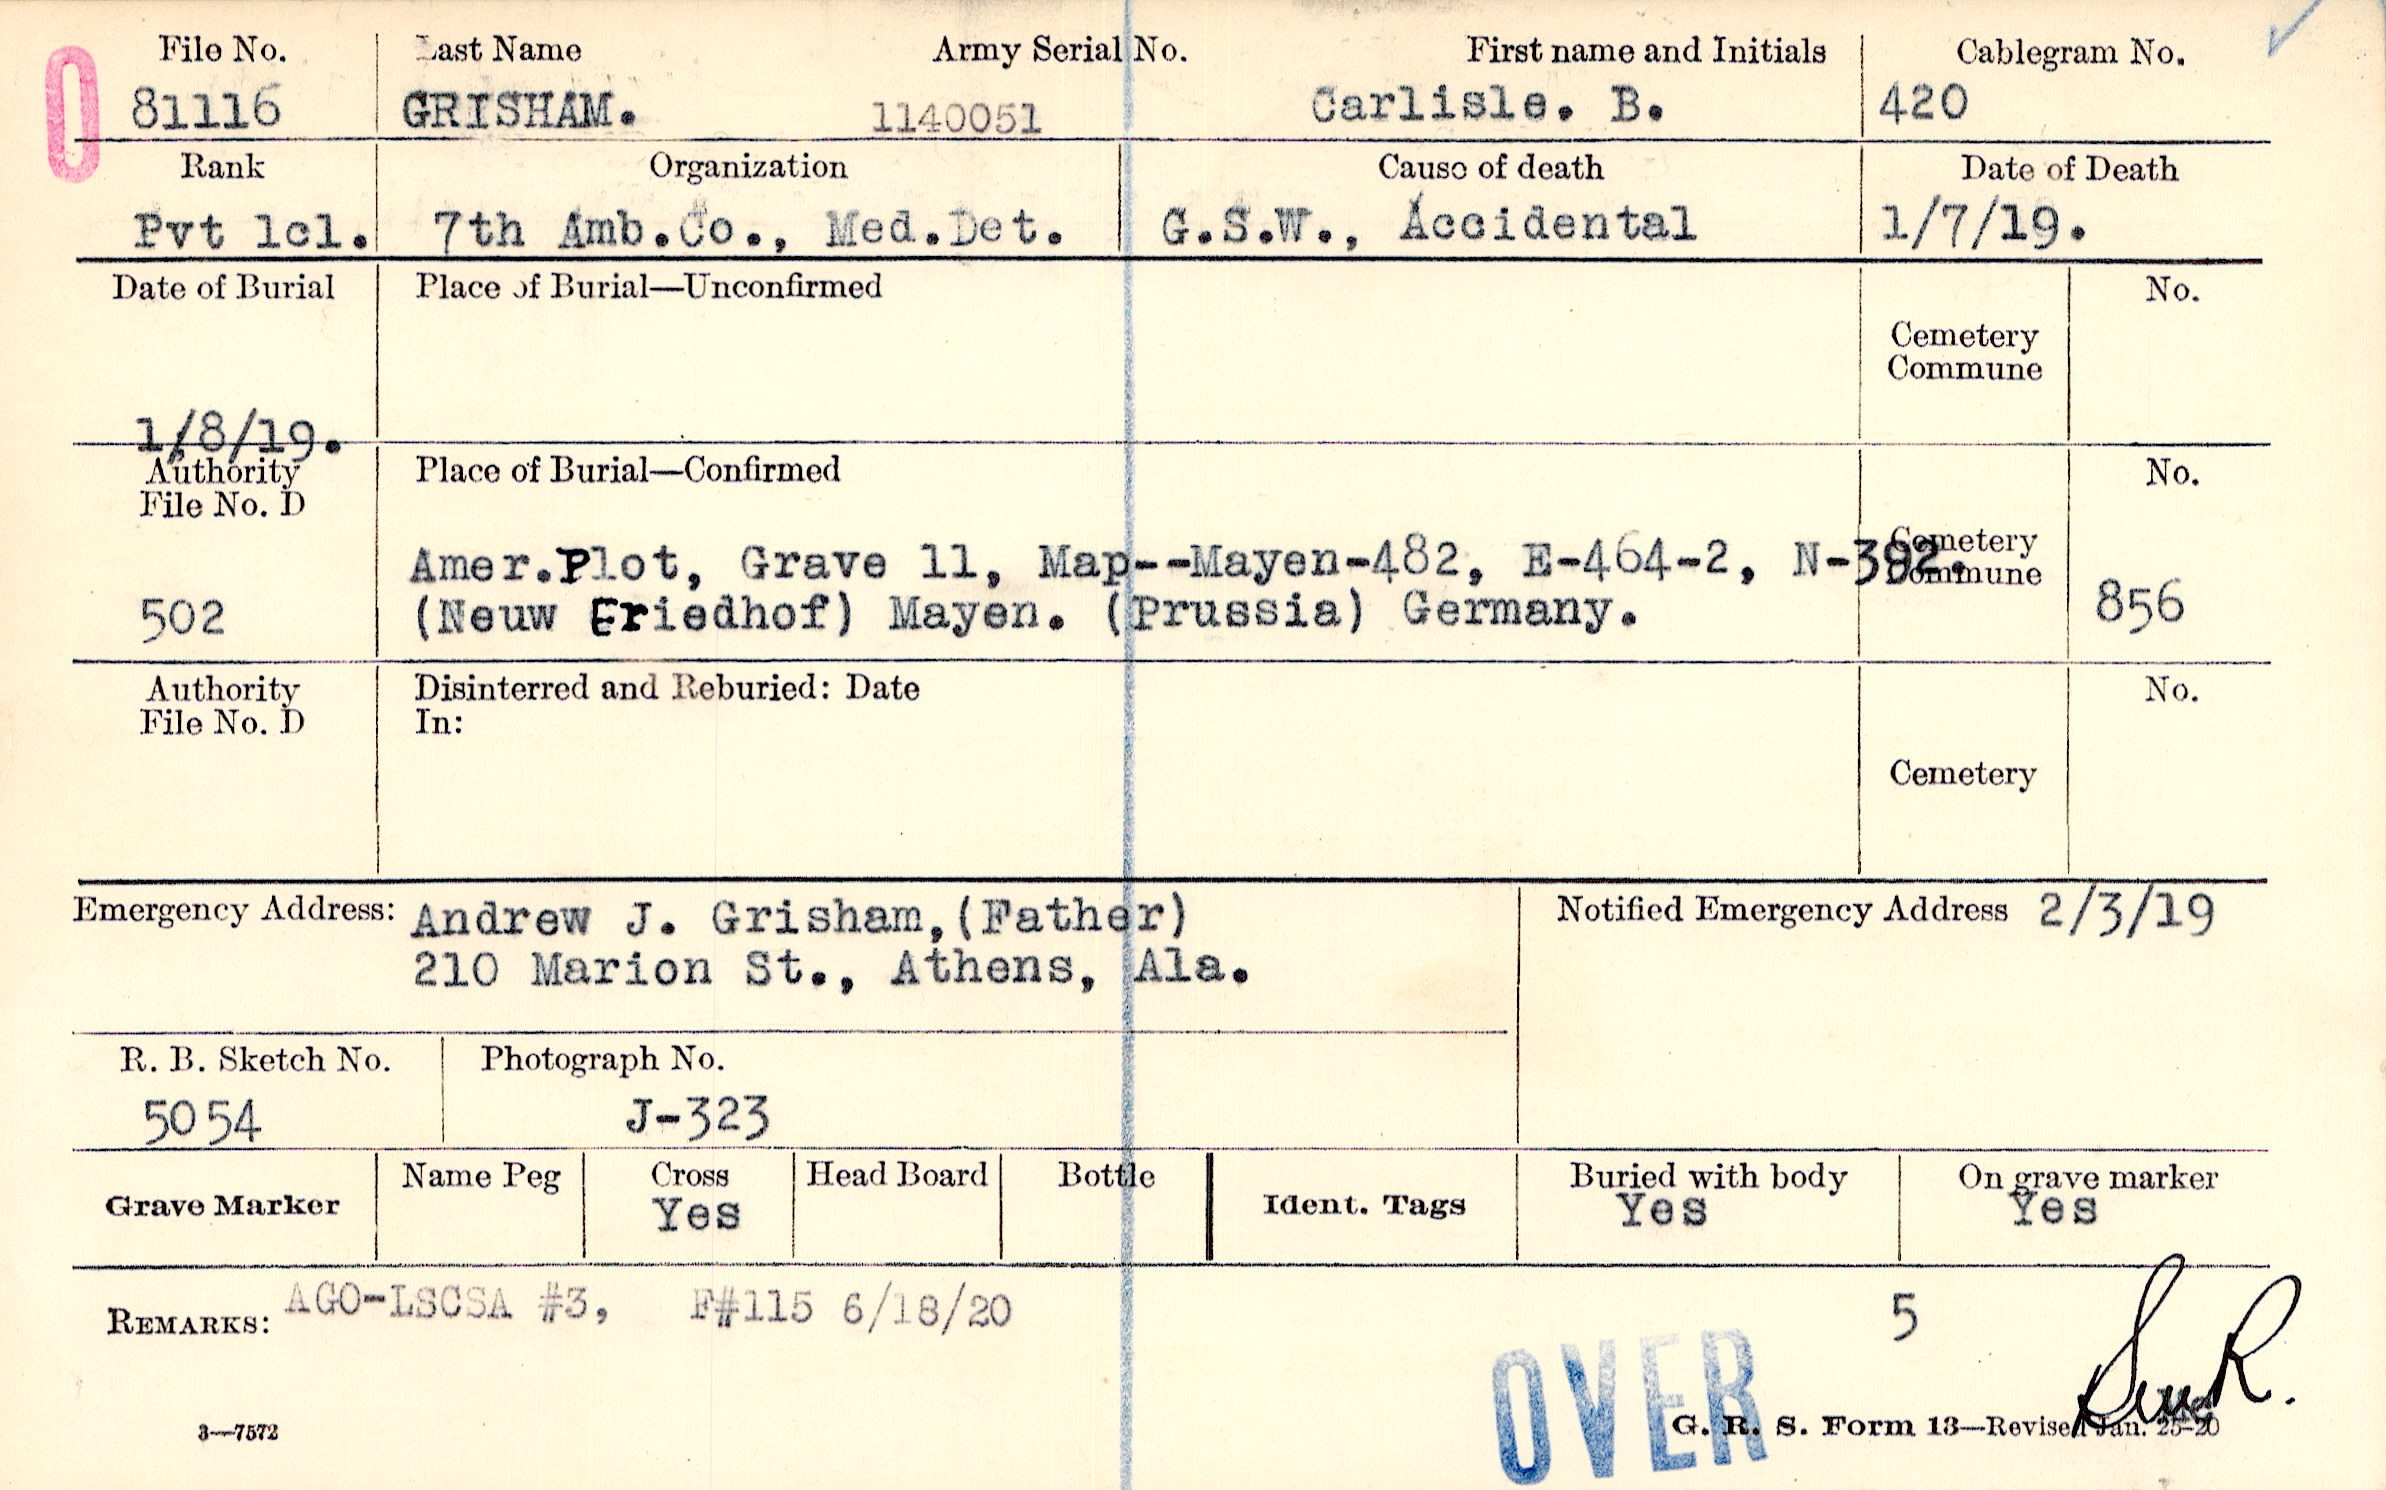 0
File No. Last Name Army Serial No. First name and Initials Cablegram No.
81116 GRISHAM. 1140051 Carlisle. B. 420
Rank Organization Cause of death Date of Death
Pvt 1cl. 7th Amb.Co., Med.Det. G.S.W., Accidental 1/7/19.
Date of Burial Place of Burial—Unconfirmed No.
Cemetery
Commune
1/8/19.
Authority Place of Burial—Confirmed No.
File No. D
Amer.Plot, Grave 11, Map--Mayen-482, E-464-2, N-392. Cemetery
Commune
502 (Neuw Friedhof) Mayen. (Prussia) Germany. 856
Authority Disinterred and Reburied: Date No.
File No. D In:
Cemetery
Emergency Address: Andrew J. Grisham,(Father) Notified Emergency Address 2/3/19
210 Marion St., Athens, Ala.
R. B. Sketch No. Photograph No.
5054 J-323
Grave Marker Name Peg Cross Head Board Bottle Ident. Tags Buried with body On grave marker
Yes Yes Yes
REMARKS: AGO-LSCSA #3, F#115 6/18/20 5
OVER
3—7572 G. R. S. Form 13—Revised Jan. 25-20